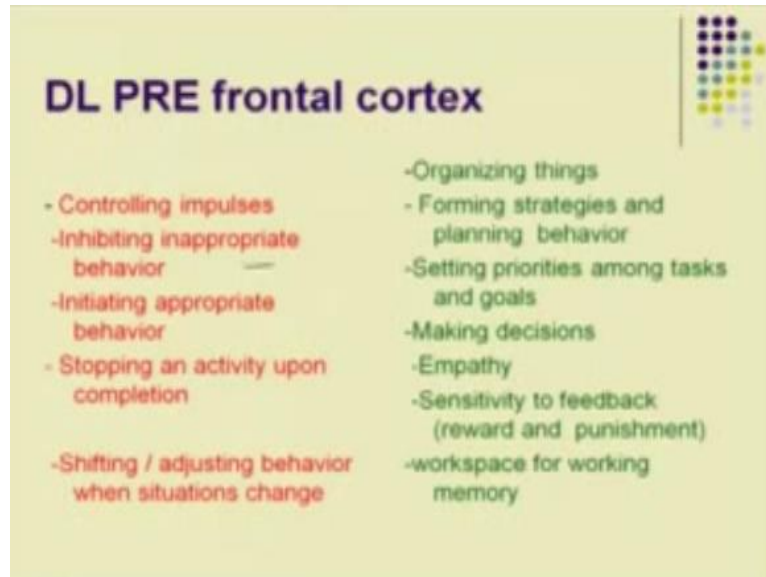 DL PRE frontal cortex
- Controlling impulses
-Inhibiting inappropriate
behavior
-Initiating appropriate
behavior
- Stopping an activity upon
completion
-Shifting / adjusting behavior
when situations change
-Organizing things
- Forming strategies and
planning behavior
-Setting priorities among tasks
and goals
-Making decisions
-Empathy
-Sensitivity to feedback
(reward and punishment)
-workspace for working
memory